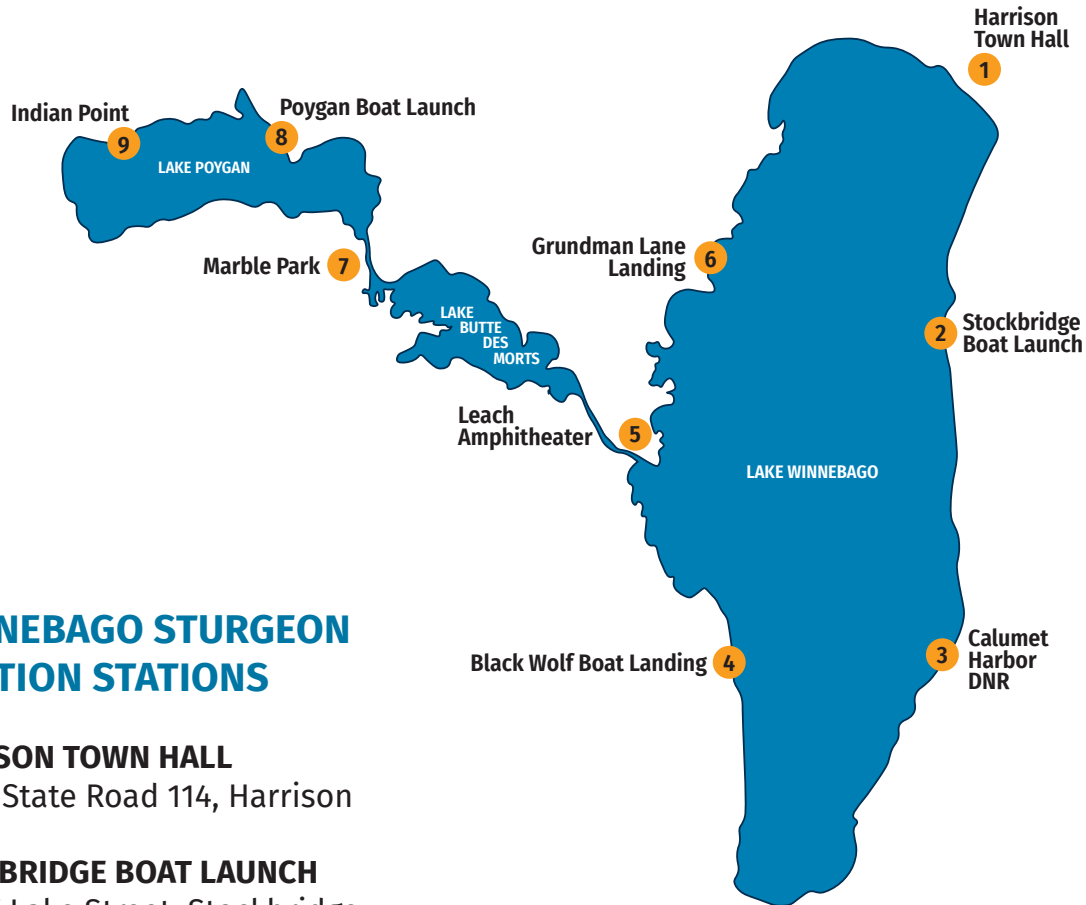 Harrison
Town Hall
1
Indian Point
9
Poygan Boat Launch
8
LAKE POYGAN
Marble Park
7
Grundman Lane
Landing
6
LAKE
BUTTE
DES
MORTS
Stockbridge
Boat Launch
2
Leach
Amphitheater
5
LAKE WINNEBAGO
NEBAGO STURGEON
TION STATIONS
Black Wolf Boat Landing
4
Calumet
Harbor
DNR
3
SON TOWN HALL
State Road 114, Harrison
BRIDGE BOAT LAUNCH